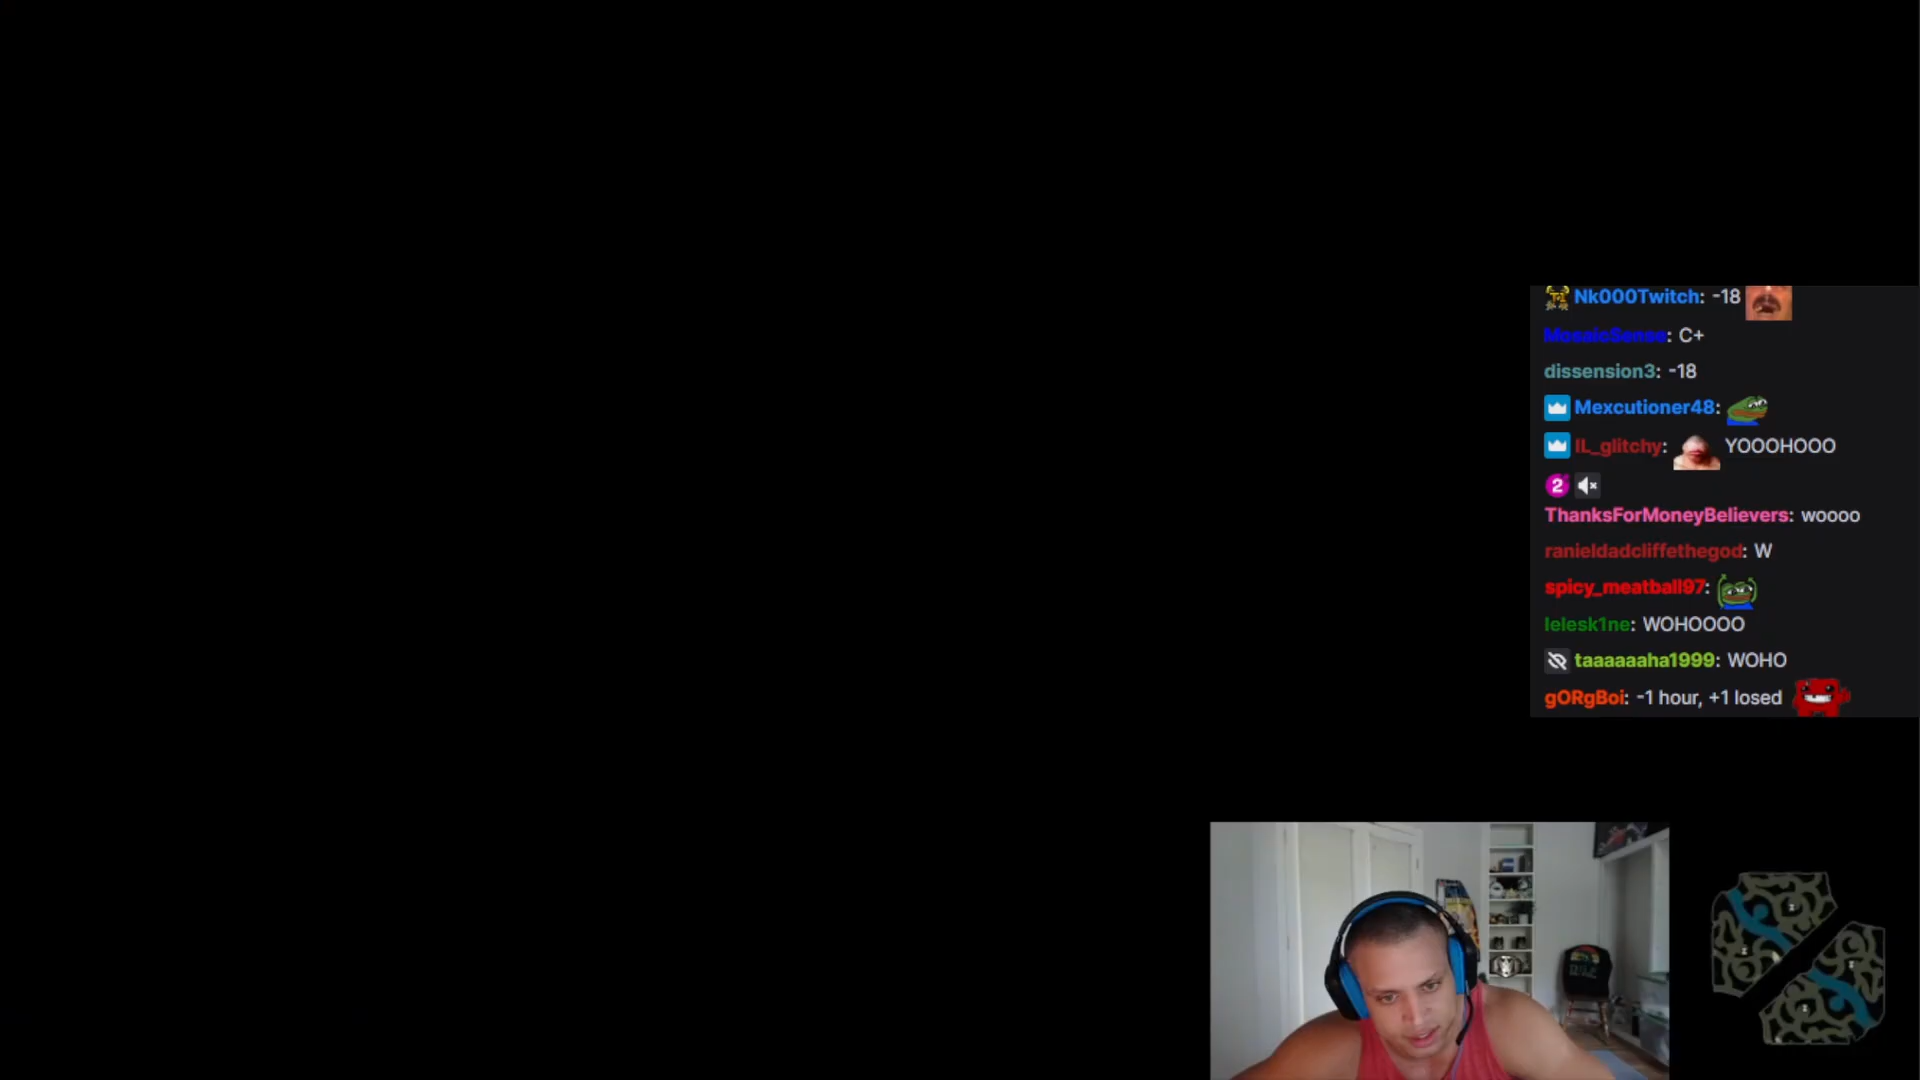 Nk000Twitch: -18
MosaicSense: C+
dissension3: -18
Mexcutioner48:
IL_glitchy: YOOOHOOO
2
ThanksForMoneyBelievers: woooo
ranieldadcliffethegod: W
spicy_meatball97:
lelesk1ne: WOHOOOO
taaaaaaha1999: WOHO
gORgBoi: -1 hour, +1 losed